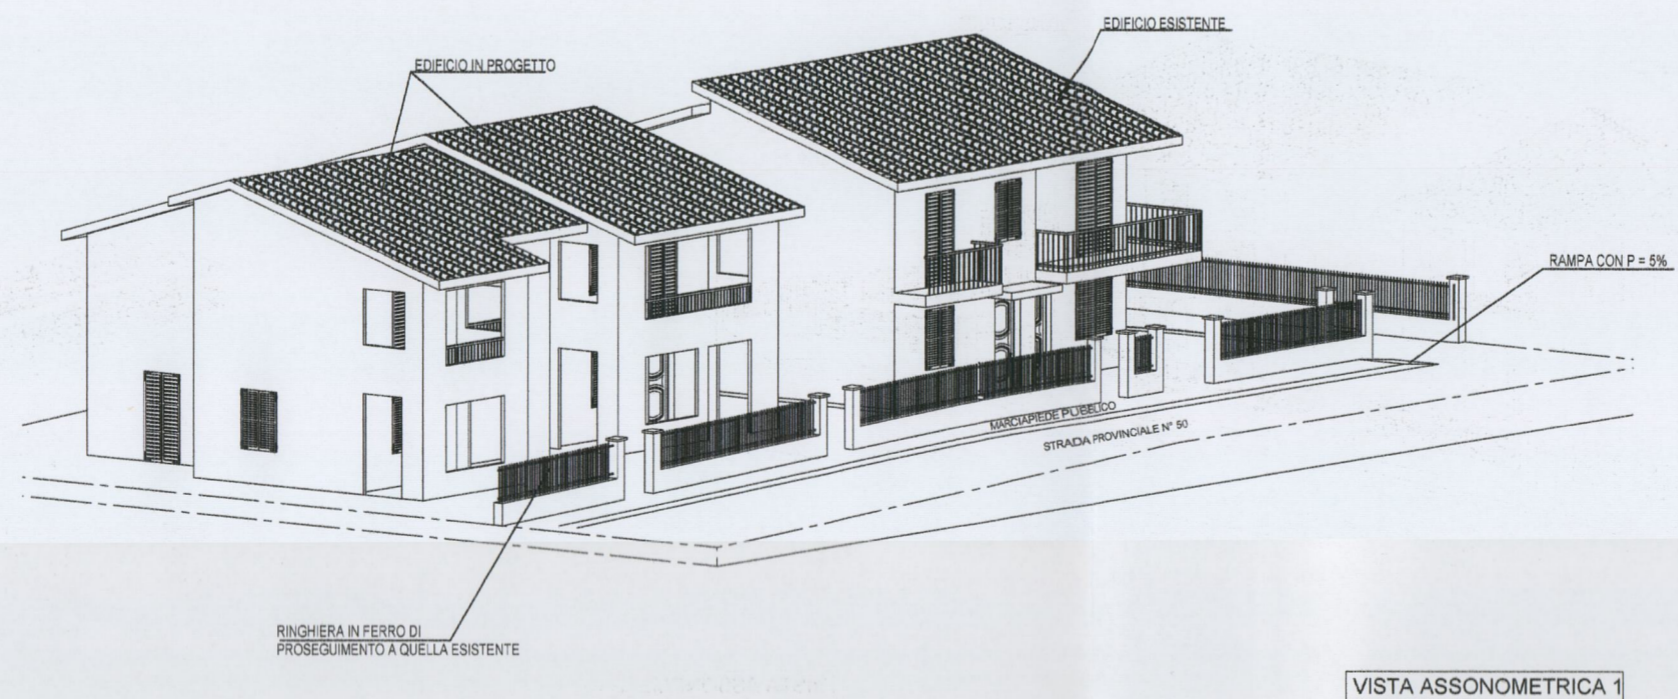 EDIFICIO ESISTENTE
EDIFICIO IN PROGETTO
RAMPA CON P = 5%
MARCIAPIEDE PUBBLICO
STRADA PROVINCIALE N° 50
RINGHIERA IN FERRO DI
PROSEGUIMENTO A QUELLA ESISTENTE
VISTA ASSONOMETRICA 1